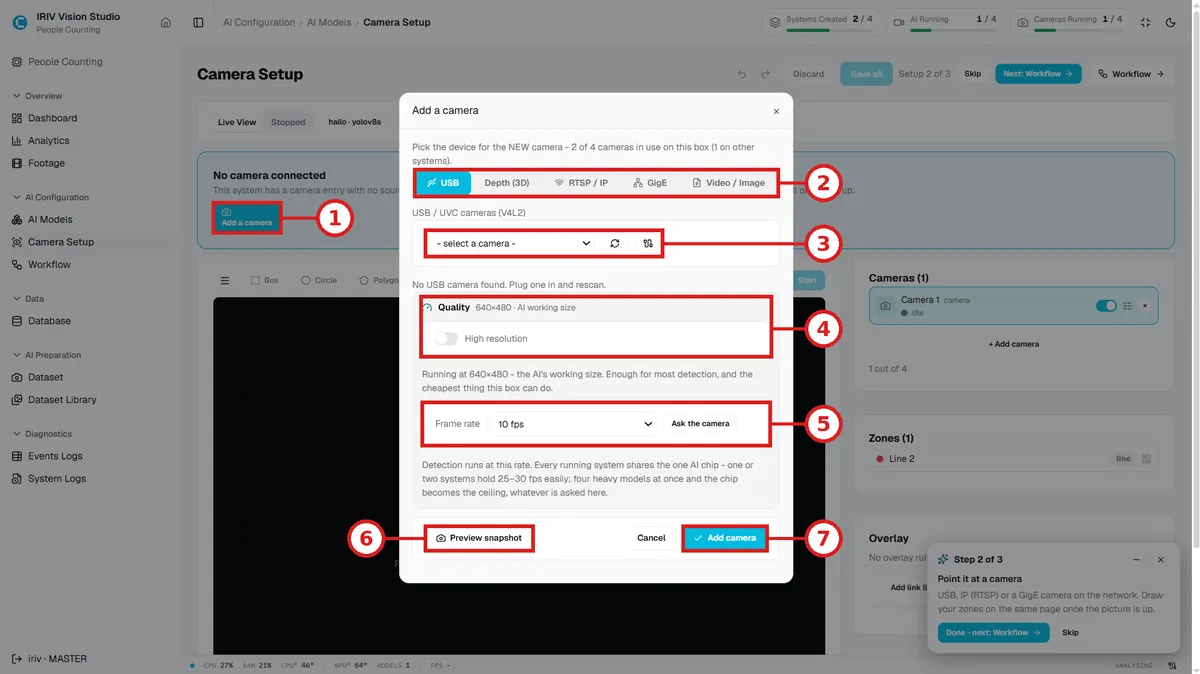 IRIV Vision Studio
People Counting
AI Configuration › AI Models › Camera Setup
Systems Created 2 / 4
AI Running 1 / 4
Cameras Running 1 / 4
People Counting
Overview
Dashboard
Analytics
Footage
AI Configuration
AI Models
Camera Setup
Workflow
Data
Database
AI Preparation
Dataset
Dataset Library
Diagnostics
Events Logs
System Logs
iriv · MASTER
Camera Setup
Discard
Save all
Setup 2 of 3
Skip
Next: Workflow →
Workflow →
Live View
Stopped
hailo · yolov8s
No camera connected
This system has a camera entry with no sour
up.
Add a camera
1
Box
Circle
Polygo
Start
Add a camera
×
Pick the device for the NEW camera - 2 of 4 cameras in use on this box (1 on other
systems).
USB
Depth (3D)
RTSP / IP
GigE
Video / Image
2
USB / UVC cameras (V4L2)
- select a camera -
3
No USB camera found. Plug one in and rescan.
Quality 640×480 · AI working size
High resolution
4
Running at 640×480 - the AI's working size. Enough for most detection, and the
cheapest thing this box can do.
Frame rate
10 fps
Ask the camera
5
Detection runs at this rate. Every running system shares the one AI chip - one or
two systems hold 25–30 fps easily; four heavy models at once and the chip
becomes the ceiling, whatever is asked here.
6
Preview snapshot
Cancel
Add camera
7
Cameras (1)
Camera 1 camera
idle
+ Add camera
1 out of 4
Zones (1)
Line 2
line
Overlay
No overlay rul
Add link li
Step 2 of 3
Point it at a camera
USB, IP (RTSP) or a GigE camera on the network. Draw
your zones on the same page once the picture is up.
Done - next: Workflow →
Skip
CPU 27% RAM 21% CPU° 46° NPU° 64° MODELS 1 FPS -
ANALYSING